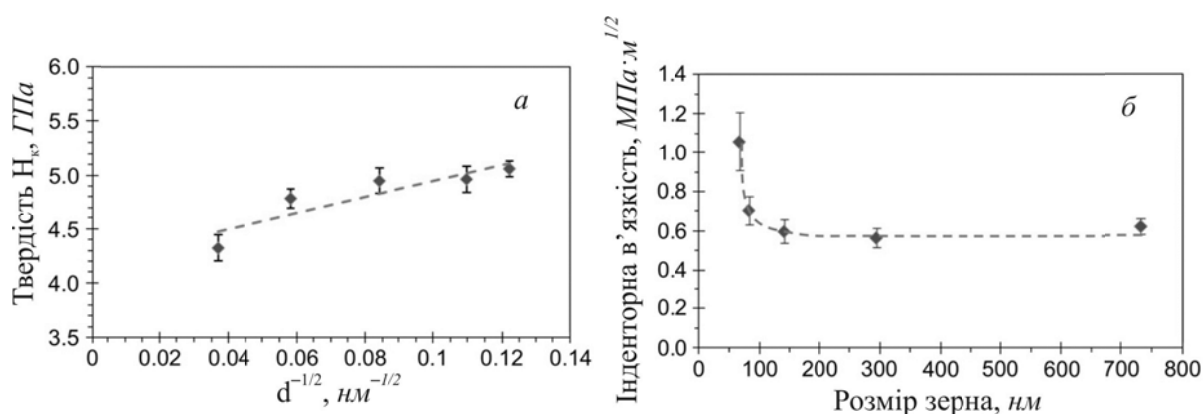 Твердість Hк, ГПа
6.0
5.5
5.0
4.5
4.0
3.5
0 0.02 0.04 0.06 0.08 0.1 0.12 0.14
d–1/2, нм–1/2
а
Інденторна в’язкість, МПа·м1/2
1.4
1.2
1.0
0.8
0.6
0.4
0.2
0.0
0 100 200 300 400 500 600 700 800
Розмір зерна, нм
б